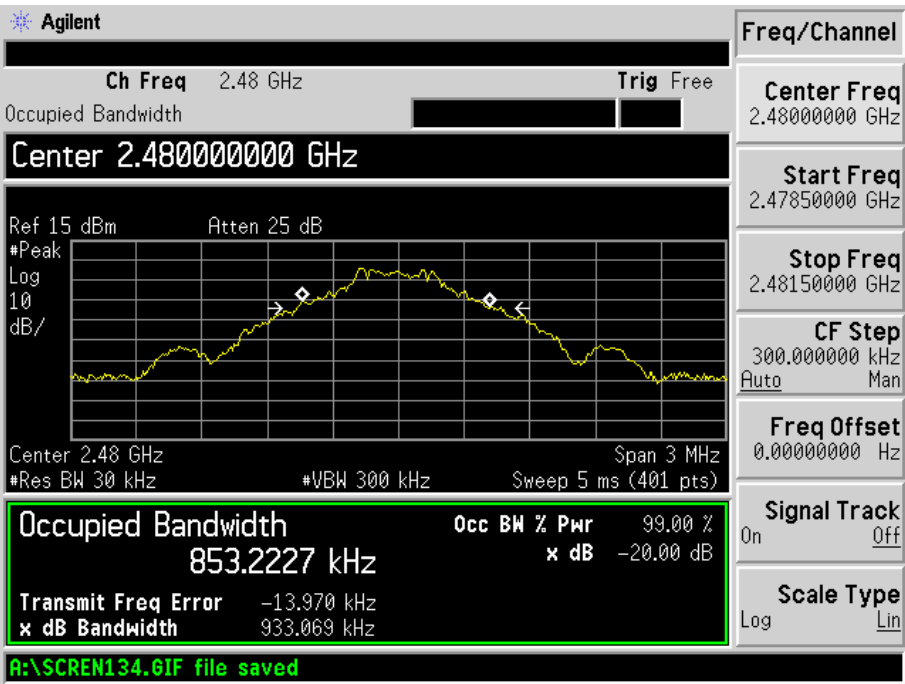 Agilent
Ch Freq 2.48 GHz Trig Free
Occupied Bandwidth
Center 2.480000000 GHz
Ref 15 dBm Atten 25 dB
#Peak
Log
10
dB/
Center 2.48 GHz Span 3 MHz
#Res BW 30 kHz #VBW 300 kHz Sweep 5 ms (401 pts)
Occupied Bandwidth
853.2227 kHz
Occ BW % Pwr 99.00 %
x dB -20.00 dB
Transmit Freq Error -13.970 kHz
x dB Bandwidth 933.069 kHz
A:\SCREN134.GIF file saved
Freq/Channel
Center Freq
2.48000000 GHz
Start Freq
2.47850000 GHz
Stop Freq
2.48150000 GHz
CF Step
300.000000 kHz
Auto Man
Freq Offset
0.00000000 Hz
Signal Track
On Off
Scale Type
Log Lin